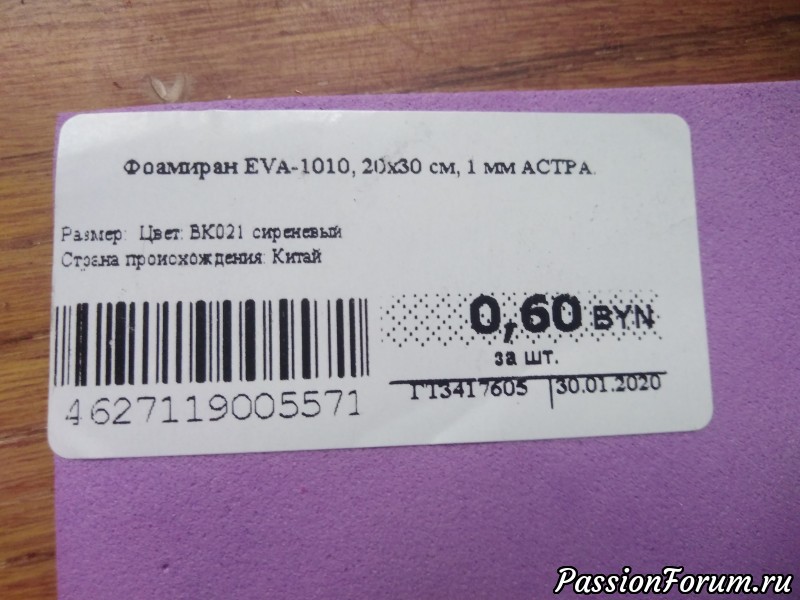 Фоамиран EVA-1010, 20х30 см, 1 мм АСТРА.
Размер: Цвет: BK021 сиреневый
Страна происхождения: Китай
0,60 BYN
за шт.
4627119005571
ГТ3417605 30.01.2020
PassionForum.ru